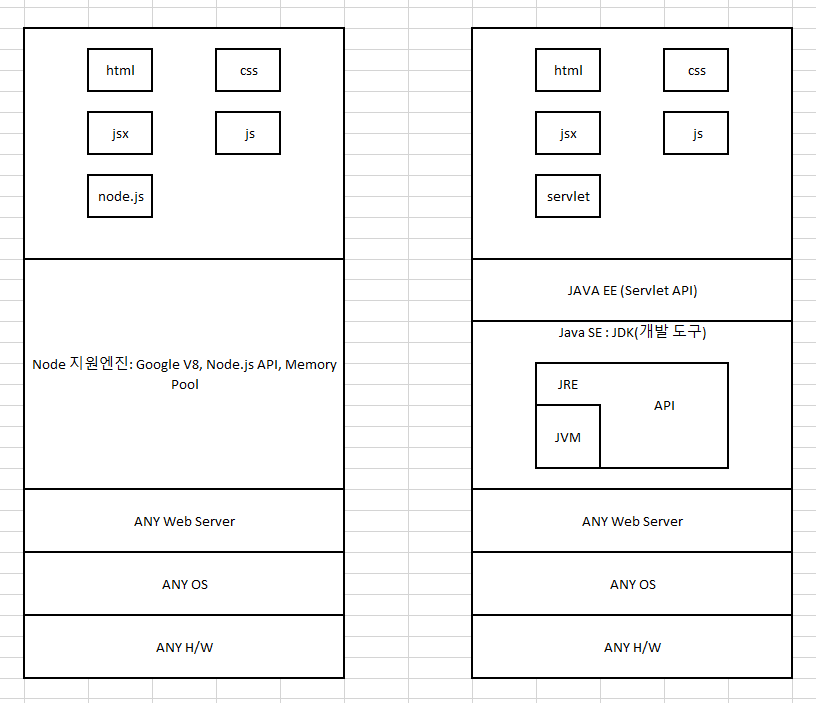 html
css
jsx
js
node.js
Node 지원엔진: Google V8, Node.js API, Memory
Pool
ANY Web Server
ANY OS
ANY H/W
html
css
jsx
js
servlet
JAVA EE (Servlet API)
Java SE : JDK(개발 도구)
JRE
API
JVM
ANY Web Server
ANY OS
ANY H/W